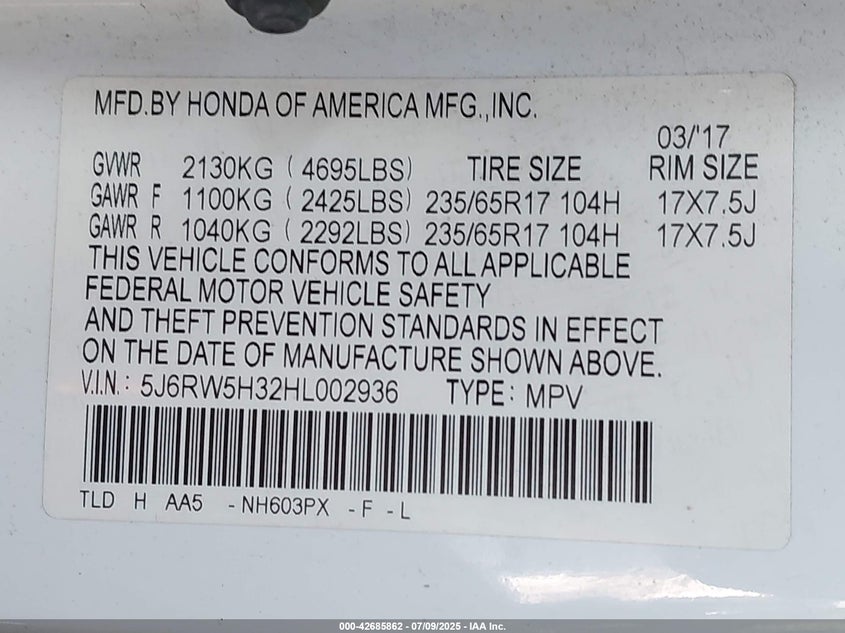 MFD.BY HONDA OF AMERICA MFG.,INC.
03/'17
GVWR 2130KG ( 4695LBS) TIRE SIZE RIM SIZE
GAWR F 1100KG ( 2425LBS) 235/65R17 104H 17X7.5J
GAWR R 1040KG ( 2292LBS) 235/65R17 104H 17X7.5J
THIS VEHICLE CONFORMS TO ALL APPLICABLE
FEDERAL MOTOR VEHICLE SAFETY
AND THEFT PREVENTION STANDARDS IN EFFECT
ON THE DATE OF MANUFACTURE SHOWN ABOVE.
V.I.N.: 5J6RW5H32HL002936 TYPE: MPV
TLD H AA5 -NH603PX -F -L
000-42685862 - 07/09/2025 - IAA Inc.